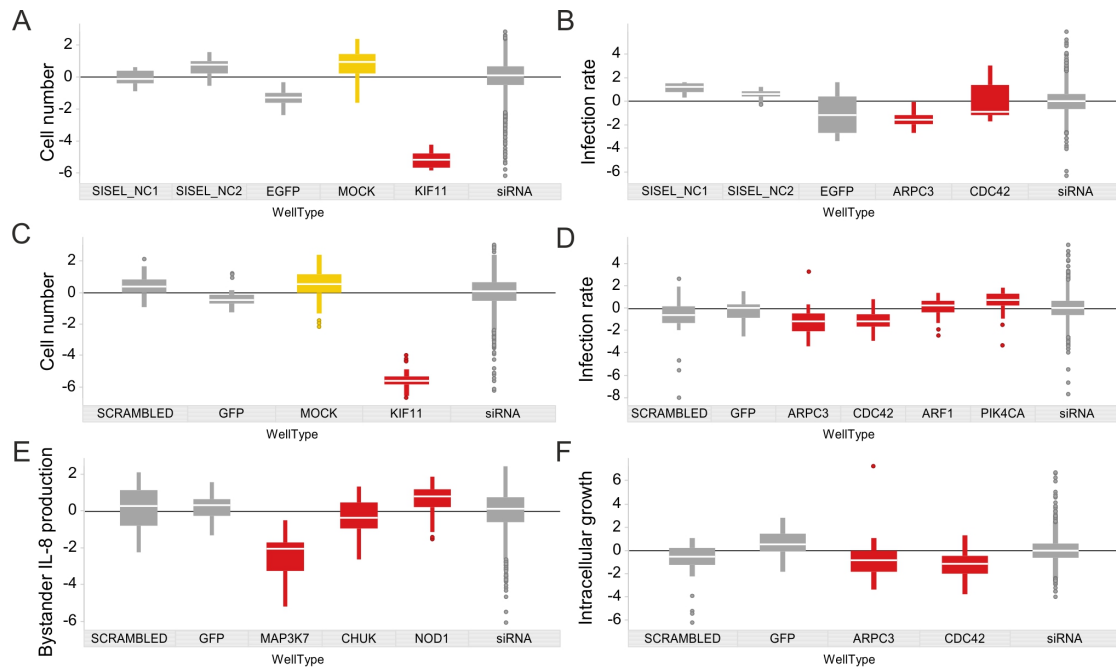 A
Cell number
2
0
-2
-4
-6
SISEL_NC1 SISEL_NC2 EGFP MOCK KIF11 siRNA
WellType
B
Infection rate
4
2
0
-2
-4
-6
SISEL_NC1 SISEL_NC2 EGFP ARPC3 CDC42 siRNA
WellType
C
Cell number
2
0
-2
-4
-6
SCRAMBLED GFP MOCK KIF11 siRNA
WellType
D
Infection rate
4
2
0
-2
-4
-6
-8
SCRAMBLED GFP ARPC3 CDC42 ARF1 PIK4CA siRNA
WellType
E
Bystander IL-8 production
2
0
-2
-4
-6
SCRAMBLED GFP MAP3K7 CHUK NOD1 siRNA
WellType
F
Intracellular growth
6
4
2
0
-2
-4
-6
SCRAMBLED GFP ARPC3 CDC42 siRNA
WellType